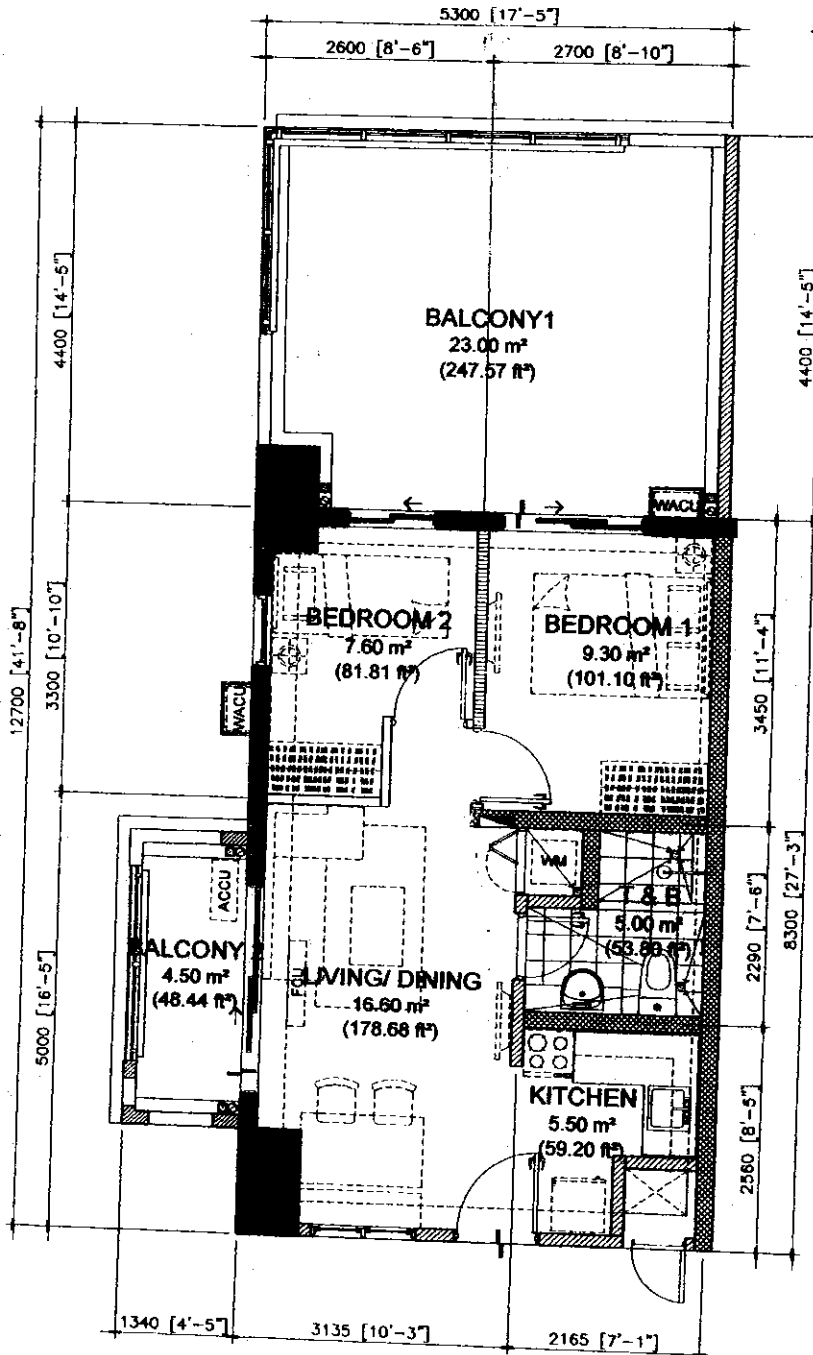 5300 [17'-5"]
2600 [8'-6"]
2700 [8'-10"]
4400 [14'-5"]
4400 [14'-5"]
BALCONY1
23.00 m²
(247.57 ft²)
WACU
BEDROOM 2
7.60 m²
(81.81 ft²)
BEDROOM 1
9.30 m²
(101.10 ft²)
12700 [41'-8"]
3300 [10'-10"]
3450 [11'-4"]
WACU
WM
T & B
5.00 m²
(53.80 ft²)
ACCU
BALCONY
4.50 m²
(48.44 ft²)
FCU
LIVING/ DINING
16.60 m²
(178.68 ft²)
2290 [7'-6"]
8300 [27'-3"]
5000 [16'-5"]
KITCHEN
5.50 m²
(59.20 ft²)
2560 [8'-5"]
1340 [4'-5"]
3135 [10'-3"]
2165 [7'-1"]